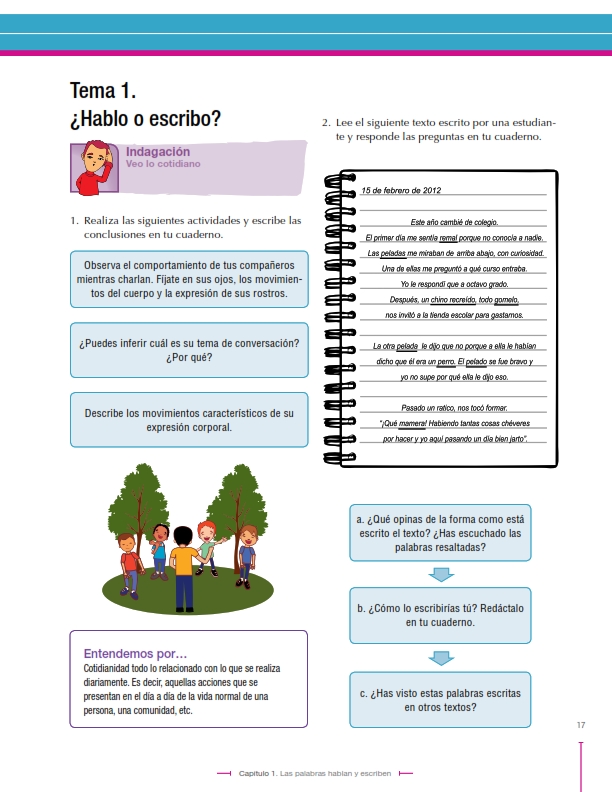 Tema 1.
¿Hablo o escribo?
Indagación
Veo lo cotidiano
1. Realiza las siguientes actividades y escribe las
conclusiones en tu cuaderno.
Observa el comportamiento de tus compañeros
mientras charlan. Fíjate en sus ojos, los movimien-
tos del cuerpo y la expresión de sus rostros.
¿Puedes inferir cuál es su tema de conversación?
¿Por qué?
Describe los movimientos característicos de su
expresión corporal.
Entendemos por…
Cotidianidad todo lo relacionado con lo que se realiza
diariamente. Es decir, aquellas acciones que se
presentan en el día a día de la vida normal de una
persona, una comunidad, etc.
2. Lee el siguiente texto escrito por una estudian-
te y responde las preguntas en tu cuaderno.
15 de febrero de 2012
Este año cambié de colegio.
El primer día me sentía remal porque no conocía a nadie.
Las peladas me miraban de arriba abajo, con curiosidad.
Una de ellas me preguntó a qué curso entraba.
Yo le respondí que a octavo grado.
Después, un chino recreído, todo gomelo,
nos invitó a la tienda escolar para gastarnos.
La otra pelada le dijo que no porque a ella le habían
dicho que él era un perro. El pelado se fue bravo y
yo no supe por qué ella le dijo eso.
Pasado un ratico, nos tocó formar.
"¡Qué mamera! Habiendo tantas cosas chéveres
por hacer y yo aquí pasando un día bien jarto".
a. ¿Qué opinas de la forma como está
escrito el texto? ¿Has escuchado las
palabras resaltadas?
b. ¿Cómo lo escribirías tú? Redáctalo
en tu cuaderno.
c. ¿Has visto estas palabras escritas
en otros textos?
17
Capítulo 1. Las palabras hablan y escriben